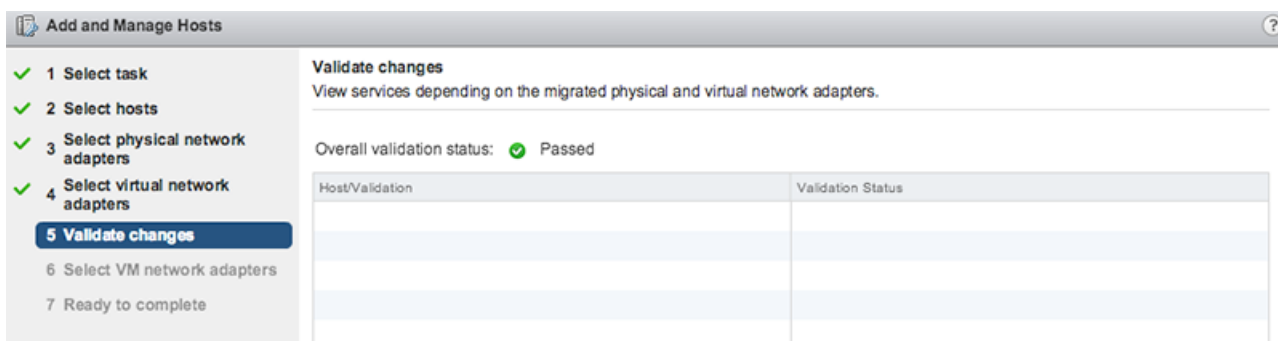 Add and Manage Hosts
?
1 Select task
2 Select hosts
3 Select physical network
adapters
4 Select virtual network
adapters
5 Validate changes
6 Select VM network adapters
7 Ready to complete
Validate changes
View services depending on the migrated physical and virtual network adapters.
Overall validation status: Passed
Host/Validation Validation Status